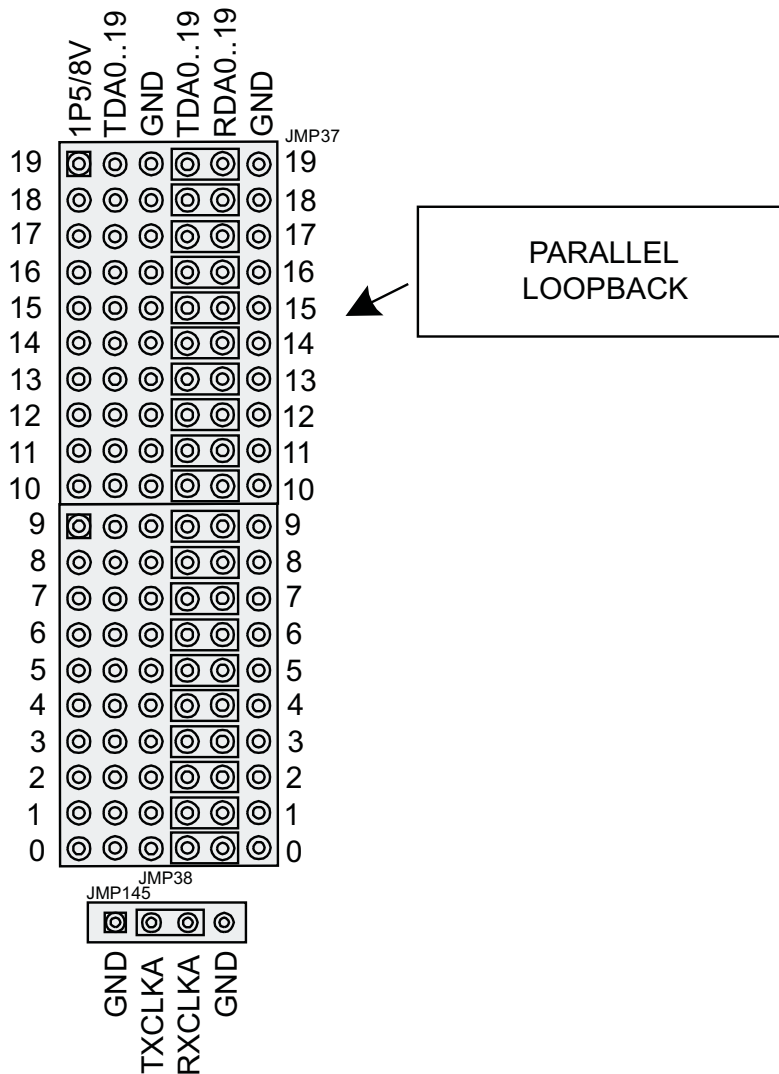 1P5/8V TDA0..19 GND TDA0..19 RDA0..19 GND
JMP37
19 19
18 18
17 17
16 16
15 15
14 14
13 13
12 12
11 11
10 10
9 9
8 8
7 7
6 6
5 5
4 4
3 3
2 2
1 1
0 0
PARALLEL
LOOPBACK
JMP38
JMP145
GND TXCLKA RXCLKA GND